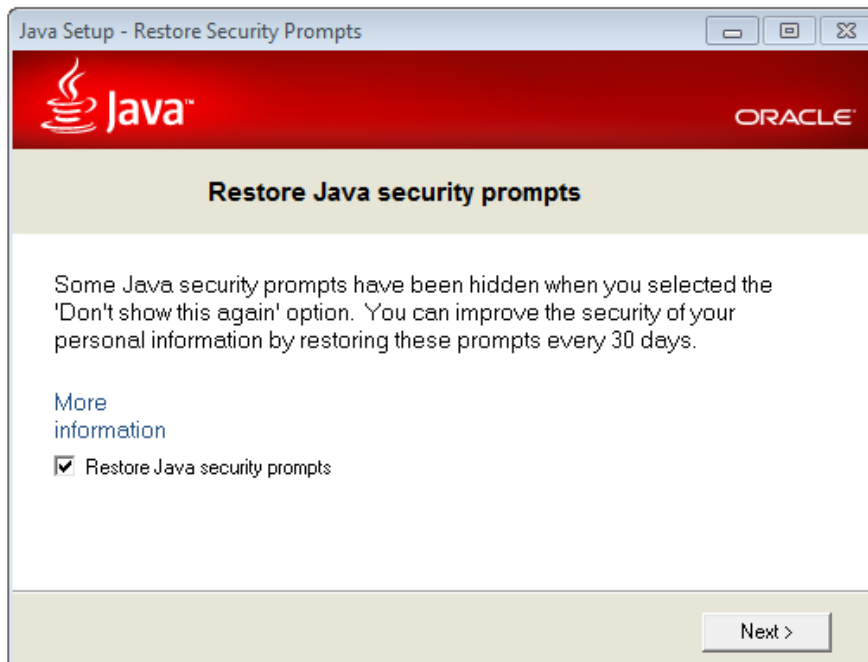 Java Setup - Restore Security Prompts
Java™
ORACLE
Restore Java security prompts
Some Java security prompts have been hidden when you selected the
'Don't show this again' option. You can improve the security of your
personal information by restoring these prompts every 30 days.
More
information
Restore Java security prompts
Next >